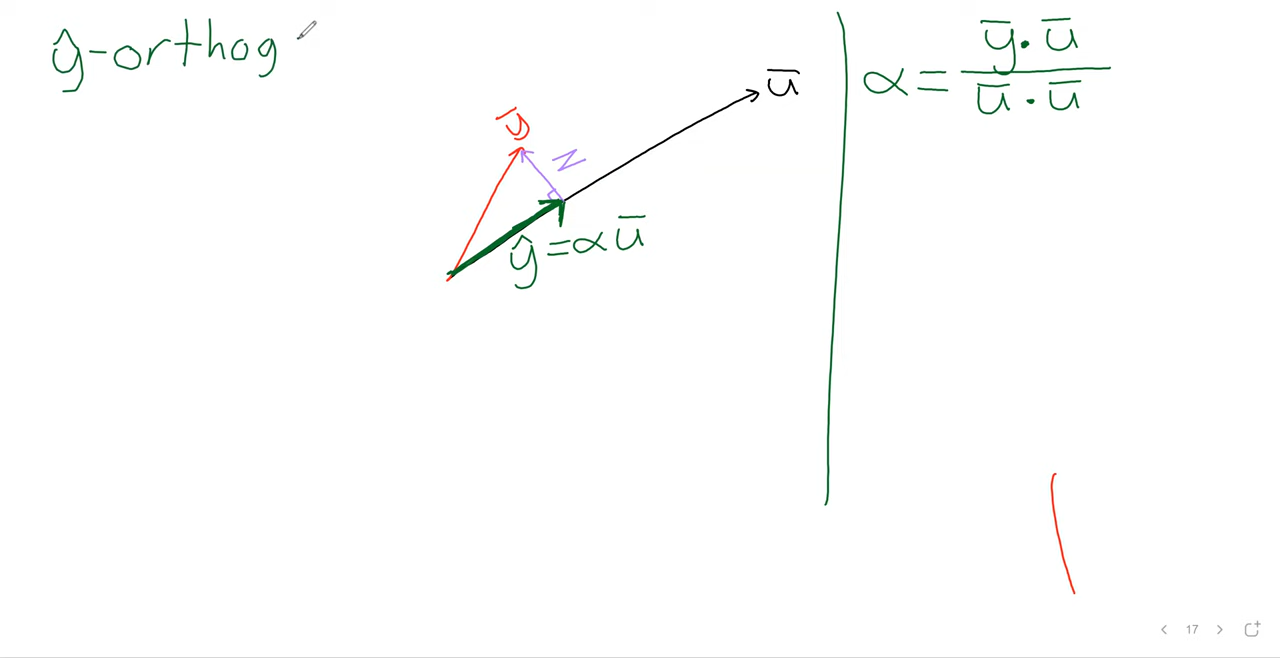 ŷ-orthog
ȳ
z
ū
ŷ=αū
α = ȳ·ū / ū·ū
17